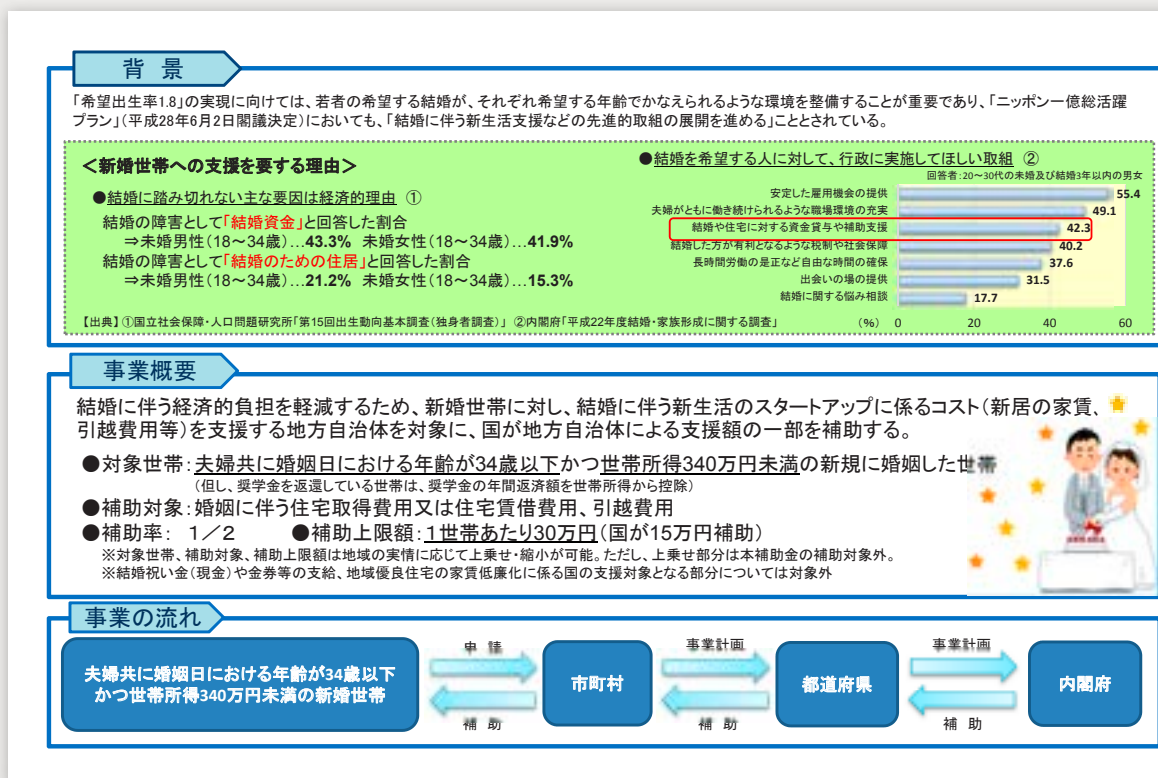 背 景
「希望出生率1.8」の実現に向けては、若者の希望する結婚が、それぞれ希望する年齢でかなえられるような環境を整備することが重要であり、「ニッポン一億総活躍
プラン」（平成28年6月2日閣議決定）においても、「結婚に伴う新生活支援などの先進的取組の展開を進める」こととされている。
＜新婚世帯への支援を要する理由＞
●結婚に踏み切れない主な要因は経済的理由 ①
結婚の障害として「結婚資金」と回答した割合
⇒未婚男性（18～34歳）…43.3% 未婚女性（18～34歳）…41.9%
結婚の障害として「結婚のための住居」と回答した割合
⇒未婚男性（18～34歳）…21.2% 未婚女性（18～34歳）…15.3%
●結婚を希望する人に対して、行政に実施してほしい取組 ②
回答者：20～30代の未婚及び結婚3年以内の男女
安定した雇用機会の提供 55.4
夫婦がともに働き続けられるような職場環境の充実 49.1
結婚や住宅に対する資金貸与や補助支援 42.3
結婚した方が有利となるような税制や社会保障 40.2
長時間労働の是正など自由な時間の確保 37.6
出会いの場の提供 31.5
結婚に関する悩み相談 17.7
（%） 0 20 40 60
【出典】①国立社会保障・人口問題研究所「第15回出生動向基本調査（独身者調査）」 ②内閣府「平成22年度結婚・家族形成に関する調査」
事業概要
結婚に伴う経済的負担を軽減するため、新婚世帯に対し、結婚に伴う新生活のスタートアップに係るコスト（新居の家賃、
引越費用等）を支援する地方自治体を対象に、国が地方自治体による支援額の一部を補助する。
●対象世帯：夫婦共に婚姻日における年齢が34歳以下かつ世帯所得340万円未満の新規に婚姻した世帯
（但し、奨学金を返還している世帯は、奨学金の年間返済額を世帯所得から控除）
●補助対象：婚姻に伴う住宅取得費用又は住宅賃借費用、引越費用
●補助率： 1／2 ●補助上限額：1世帯あたり30万円（国が15万円補助）
※対象世帯、補助対象、補助上限額は地域の実情に応じて上乗せ・縮小が可能。ただし、上乗せ部分は本補助金の補助対象外。
※結婚祝い金（現金）や金券等の支給、地域優良住宅の家賃低廉化に係る国の支援対象となる部分については対象外
事業の流れ
夫婦共に婚姻日における年齢が34歳以下
かつ世帯所得340万円未満の新婚世帯
申 請
補 助
市町村
事業計画
補 助
都道府県
事業計画
補 助
内閣府